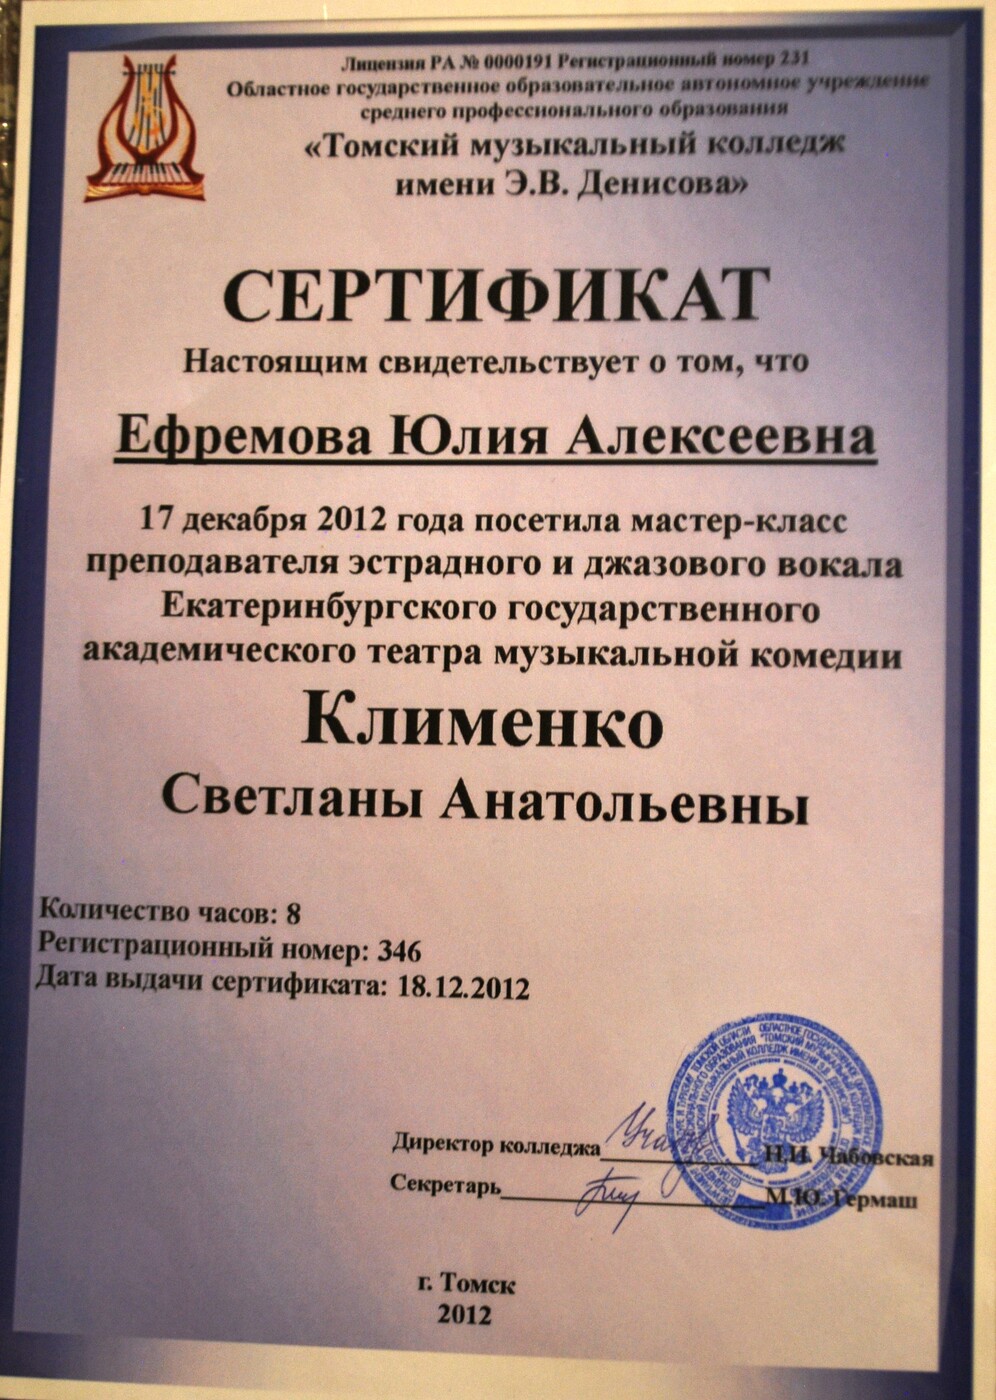 Лицензия РА № 0000191 Регистрационный номер 231
Областное государственное образовательное автономное учреждение
среднего профессионального образования
«Томский музыкальный колледж
имени Э.В. Денисова»
СЕРТИФИКАТ
Настоящим свидетельствует о том, что
Ефремова Юлия Алексеевна
17 декабря 2012 года посетила мастер-класс
преподавателя эстрадного и джазового вокала
Екатеринбургского государственного
академического театра музыкальной комедии
Клименко
Светланы Анатольевны
Количество часов: 8
Регистрационный номер: 346
Дата выдачи сертификата: 18.12.2012
Директор колледжа Н.И. Чабовская
Секретарь М.Ю. Гермаш
г. Томск
2012